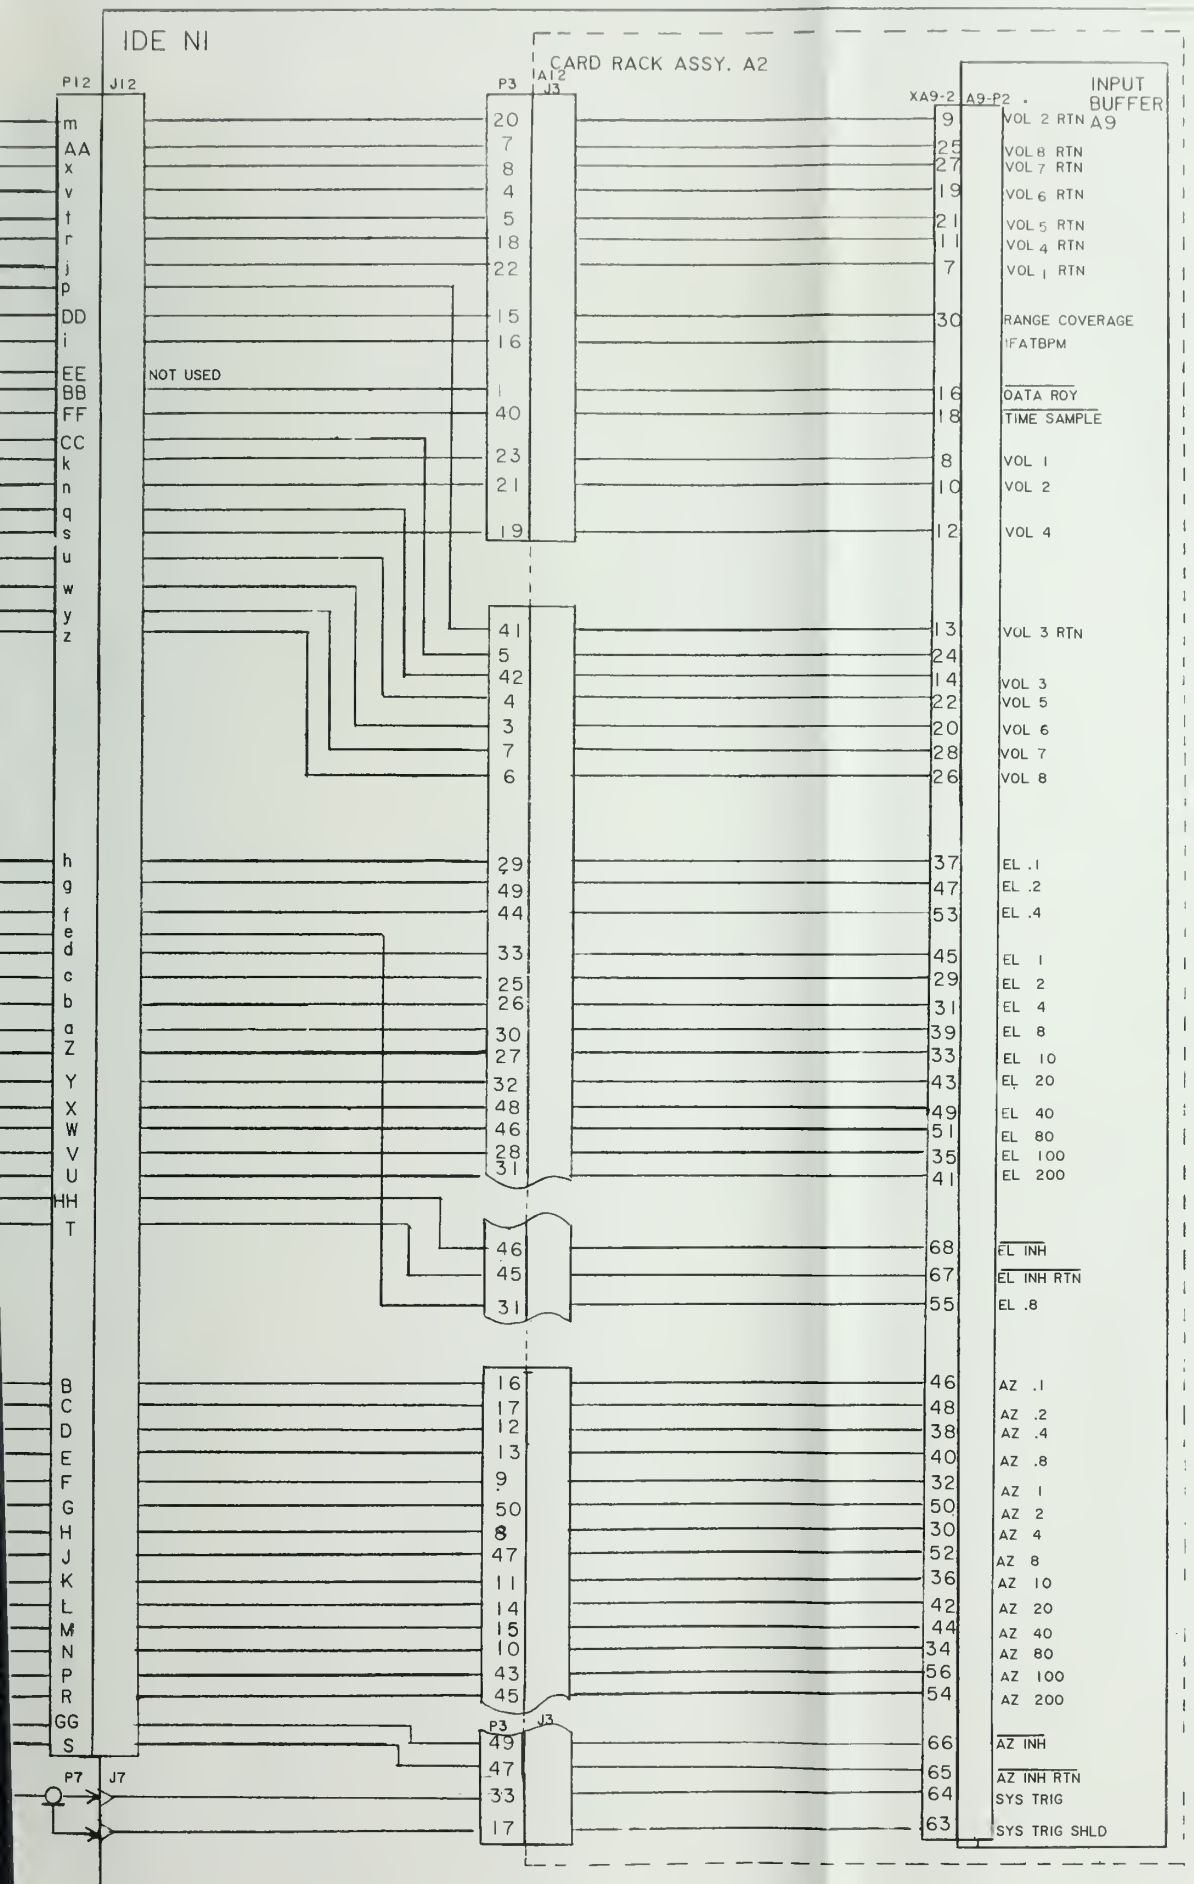 IDE NI
CARD RACK ASSY. A2
P12 J12 P3 A12 J3 XA9-2 A9-P2 INPUT BUFFER A9
m 20 9 VOL 2 RTN
AA 7 25 VOL 8 RTN
x 8 27 VOL 7 RTN
v 4 19 VOL 6 RTN
t 5 21 VOL 5 RTN
r 18 11 VOL 4 RTN
j 22 7 VOL 1 RTN
p
DD 15 30 RANGE COVERAGE
i 16 IFATBPM
EE NOT USED
BB 1 16 DATA RDY
FF 40 18 TIME SAMPLE
CC
k 23 8 VOL 1
n 21 10 VOL 2
q
s 19 12 VOL 4
u
w
y
z
41 13 VOL 3 RTN
5 24
42 14 VOL 3
4 22 VOL 5
3 20 VOL 6
7 28 VOL 7
6 26 VOL 8
h 29 37 EL .1
g 49 47 EL .2
f 44 53 EL .4
e
d 33 45 EL 1
c 25 29 EL 2
b 26 31 EL 4
a 30 39 EL 8
Z 27 33 EL 10
Y 32 43 EL 20
X 48 49 EL 40
W 46 51 EL 80
V 28 35 EL 100
U 31 41 EL 200
HH
T
46 68 EL INH
45 67 EL INH RTN
31 55 EL .8
B 16 46 AZ .1
C 17 48 AZ .2
D 12 38 AZ .4
E 13 40 AZ .8
F 9 32 AZ 1
G 50 50 AZ 2
H 8 30 AZ 4
J 47 52 AZ 8
K 11 36 AZ 10
L 14 42 AZ 20
M 15 44 AZ 40
N 10 34 AZ 80
P 43 56 AZ 100
R 45 54 AZ 200
P3 J3
GG 49 66 AZ INH
S 47 65 AZ INH RTN
P7 J7 33 64 SYS TRIG
17 63 SYS TRIG SHLD